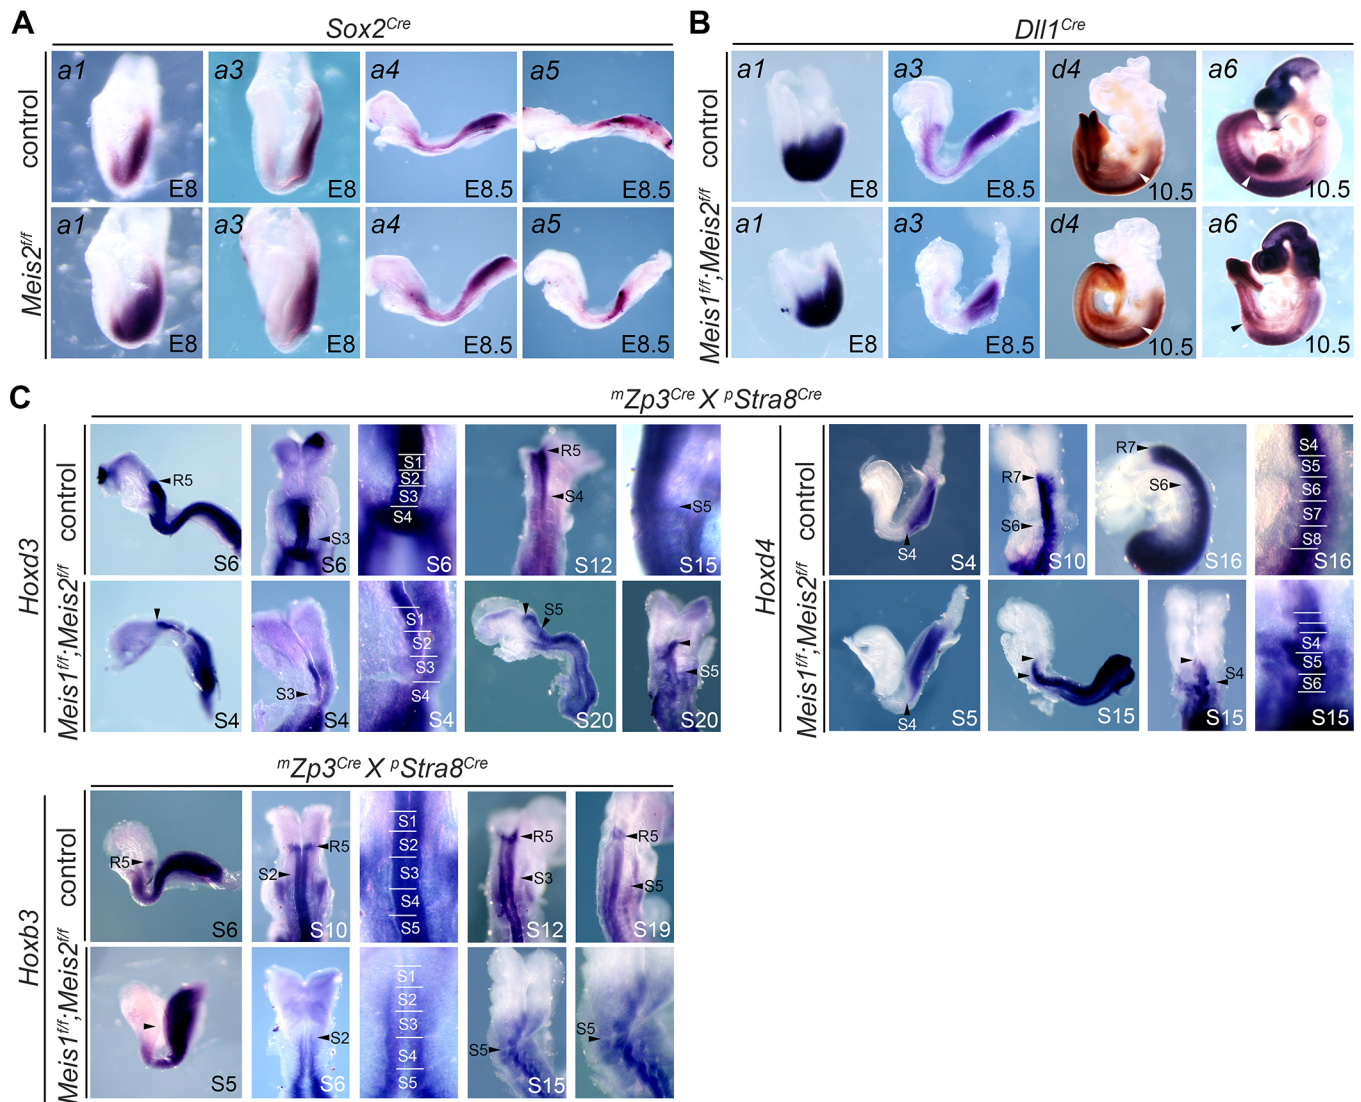 A
Sox2Cre
control
a1
E8
a3
E8
a4
E8.5
a5
E8.5
Meis2f/f
a1
E8
a3
E8
a4
E8.5
a5
E8.5
B
Dll1Cre
control
a1
E8
a3
E8.5
d4
10.5
a6
10.5
Meis1f/f;Meis2f/f
a1
E8
a3
E8.5
d4
10.5
a6
10.5
C
mZp3Cre X pStra8Cre
Hoxd3
control
R5
S6
S3
S6
S1
S2
S3
S4
S6
R5
S4
S12
S5
S15
Meis1f/f;Meis2f/f
S4
S3
S4
S1
S2
S3
S4
S4
S5
S20
S5
S20
Hoxd4
control
S4
S4
R7
S6
S10
R7
S6
S16
S4
S5
S6
S7
S8
S16
Meis1f/f;Meis2f/f
S4
S5
S15
S4
S15
S4
S5
S6
S15
mZp3Cre X pStra8Cre
Hoxb3
control
R5
S6
R5
S2
S10
S1
S2
S3
S4
S5
R5
S3
S12
R5
S5
S19
Meis1f/f;Meis2f/f
S5
S2
S6
S1
S2
S3
S4
S5
S5
S15
S5